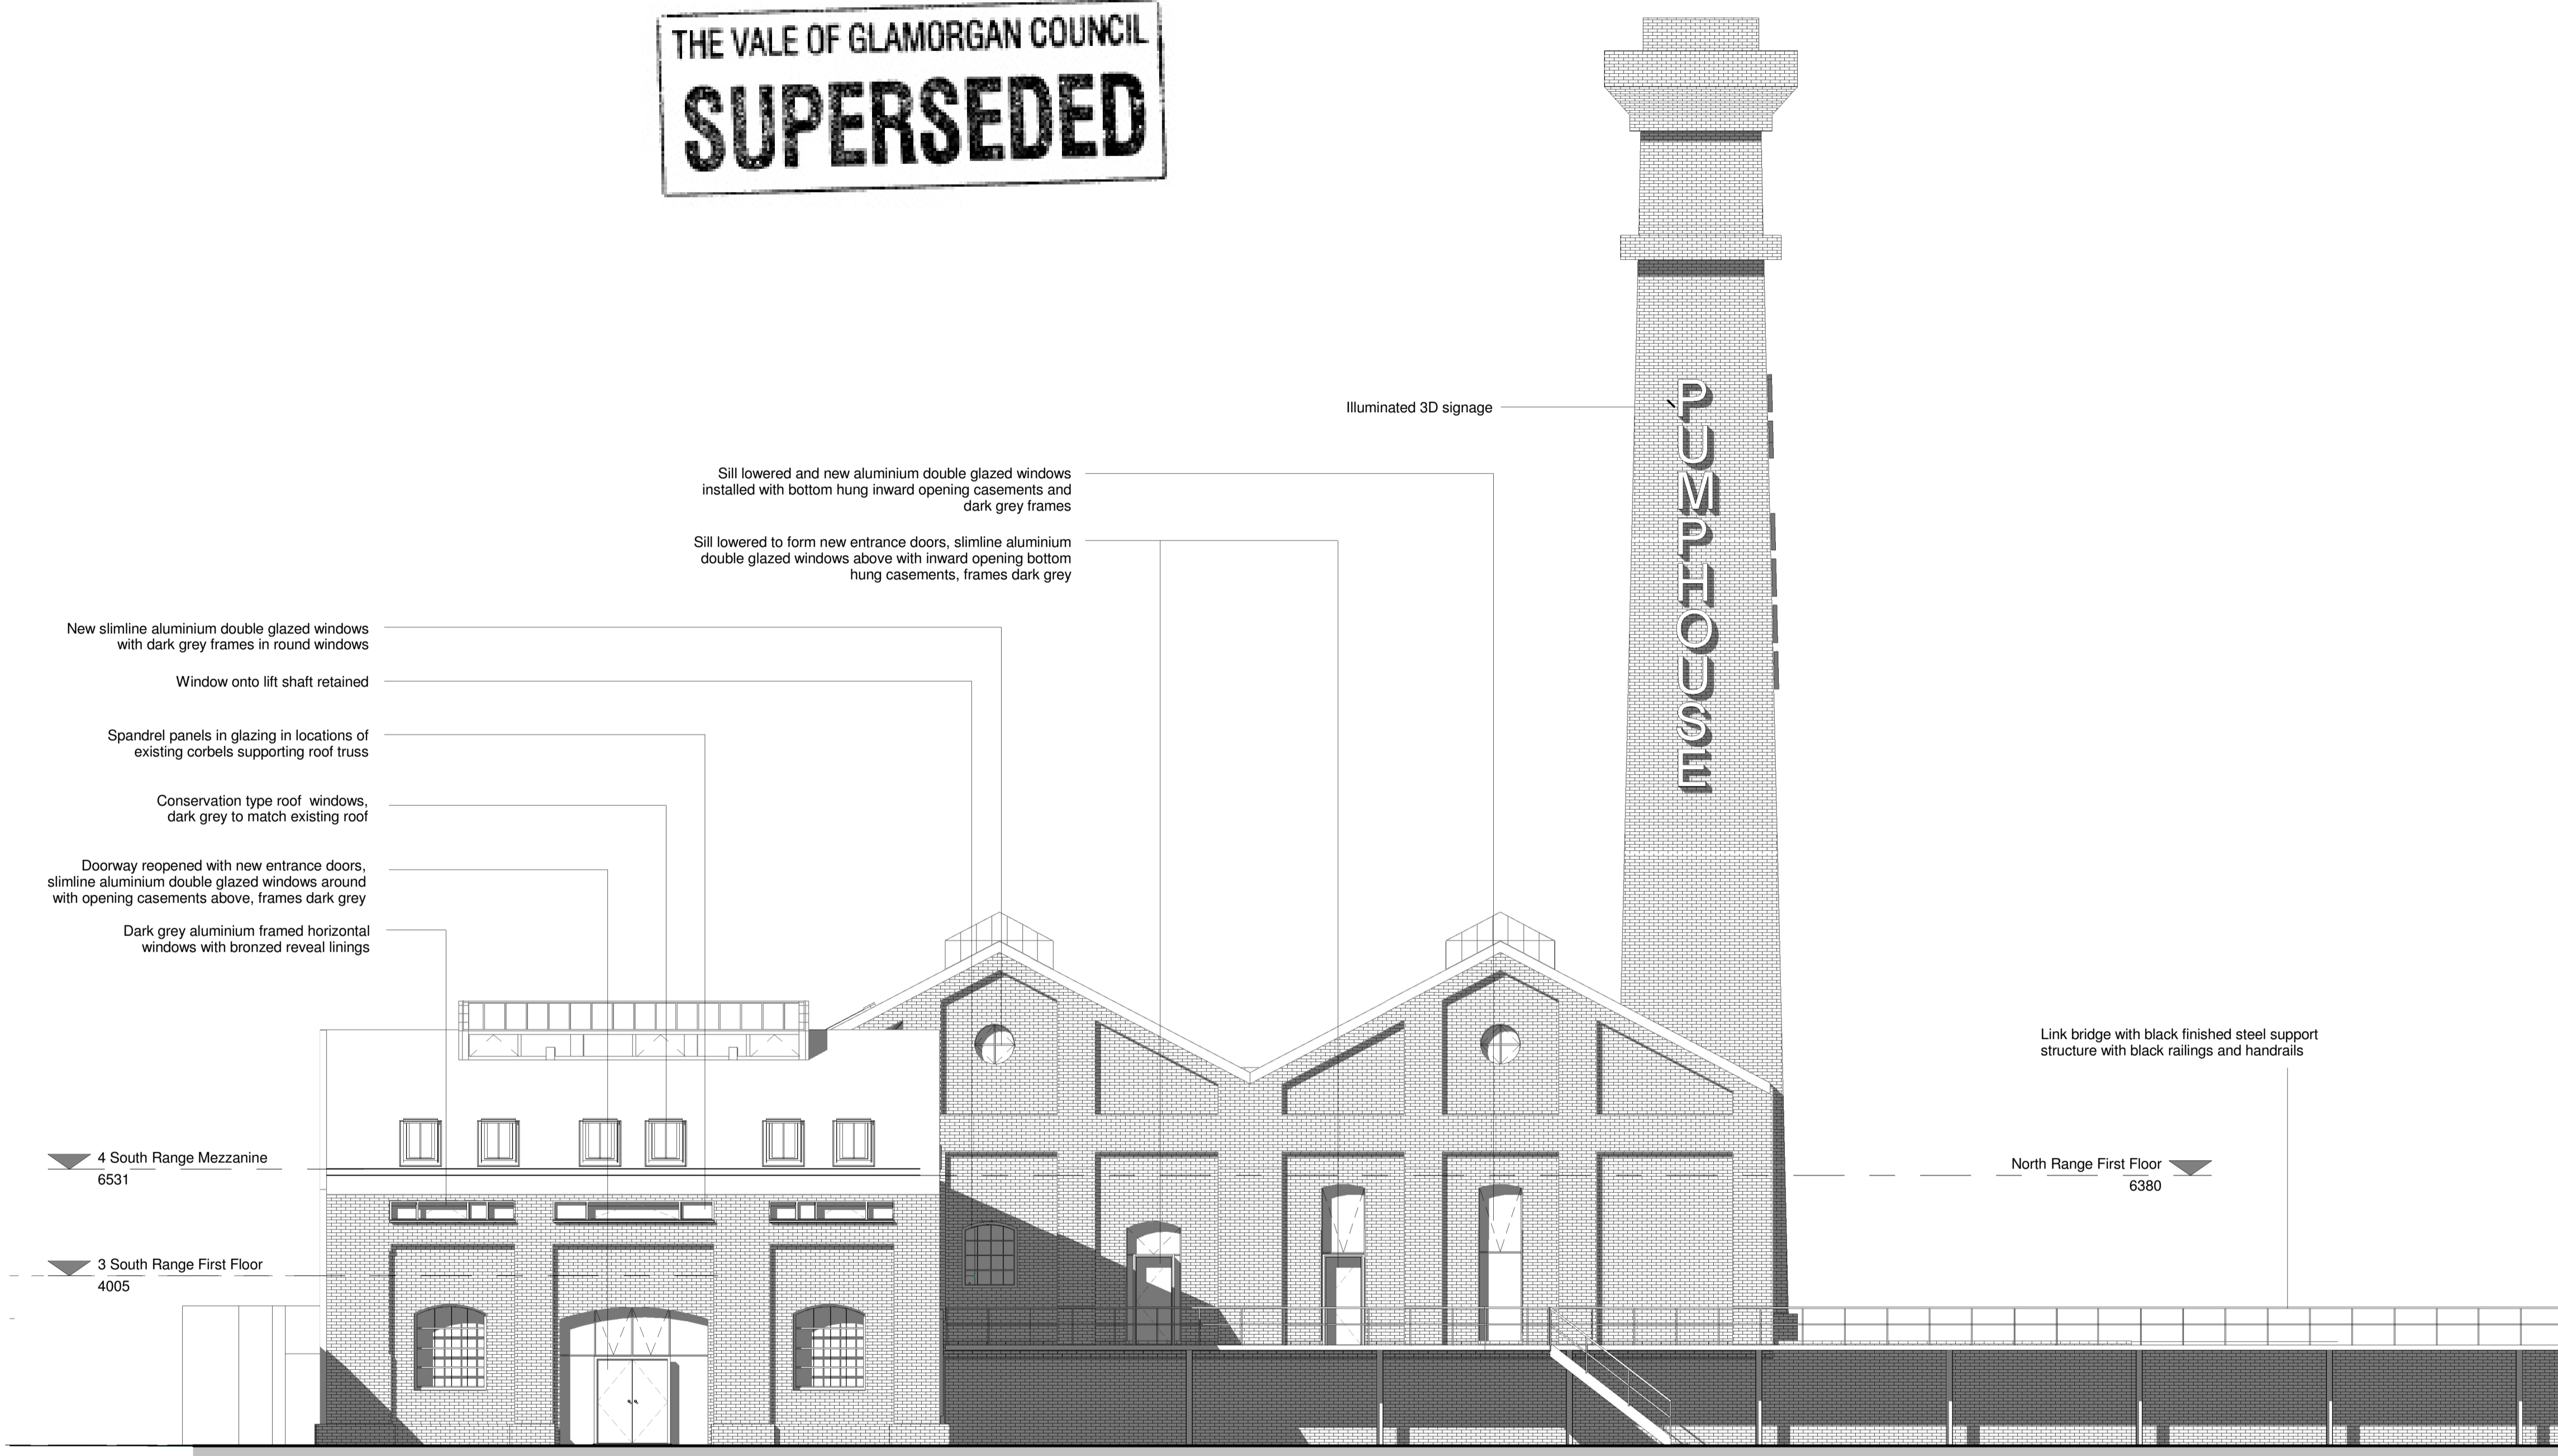 THE VALE OF GLAMORGAN COUNCIL
SUPERSEDED
Illuminated 3D signage
PUMPHOUSE
Sill lowered and new aluminium double glazed windows
installed with bottom hung inward opening casements and
dark grey frames
Sill lowered to form new entrance doors, slimline aluminium
double glazed windows above with inward opening bottom
hung casements, frames dark grey
New slimline aluminium double glazed windows
with dark grey frames in round windows
Window onto lift shaft retained
Spandrel panels in glazing in locations of
existing corbels supporting roof truss
Conservation type roof windows,
dark grey to match existing roof
Doorway reopened with new entrance doors,
slimline aluminium double glazed windows around
with opening casements above, frames dark grey
Dark grey aluminium framed horizontal
windows with bronzed reveal linings
Link bridge with black finished steel support
structure with black railings and handrails
4 South Range Mezzanine
6531
North Range First Floor
6380
3 South Range First Floor
4005